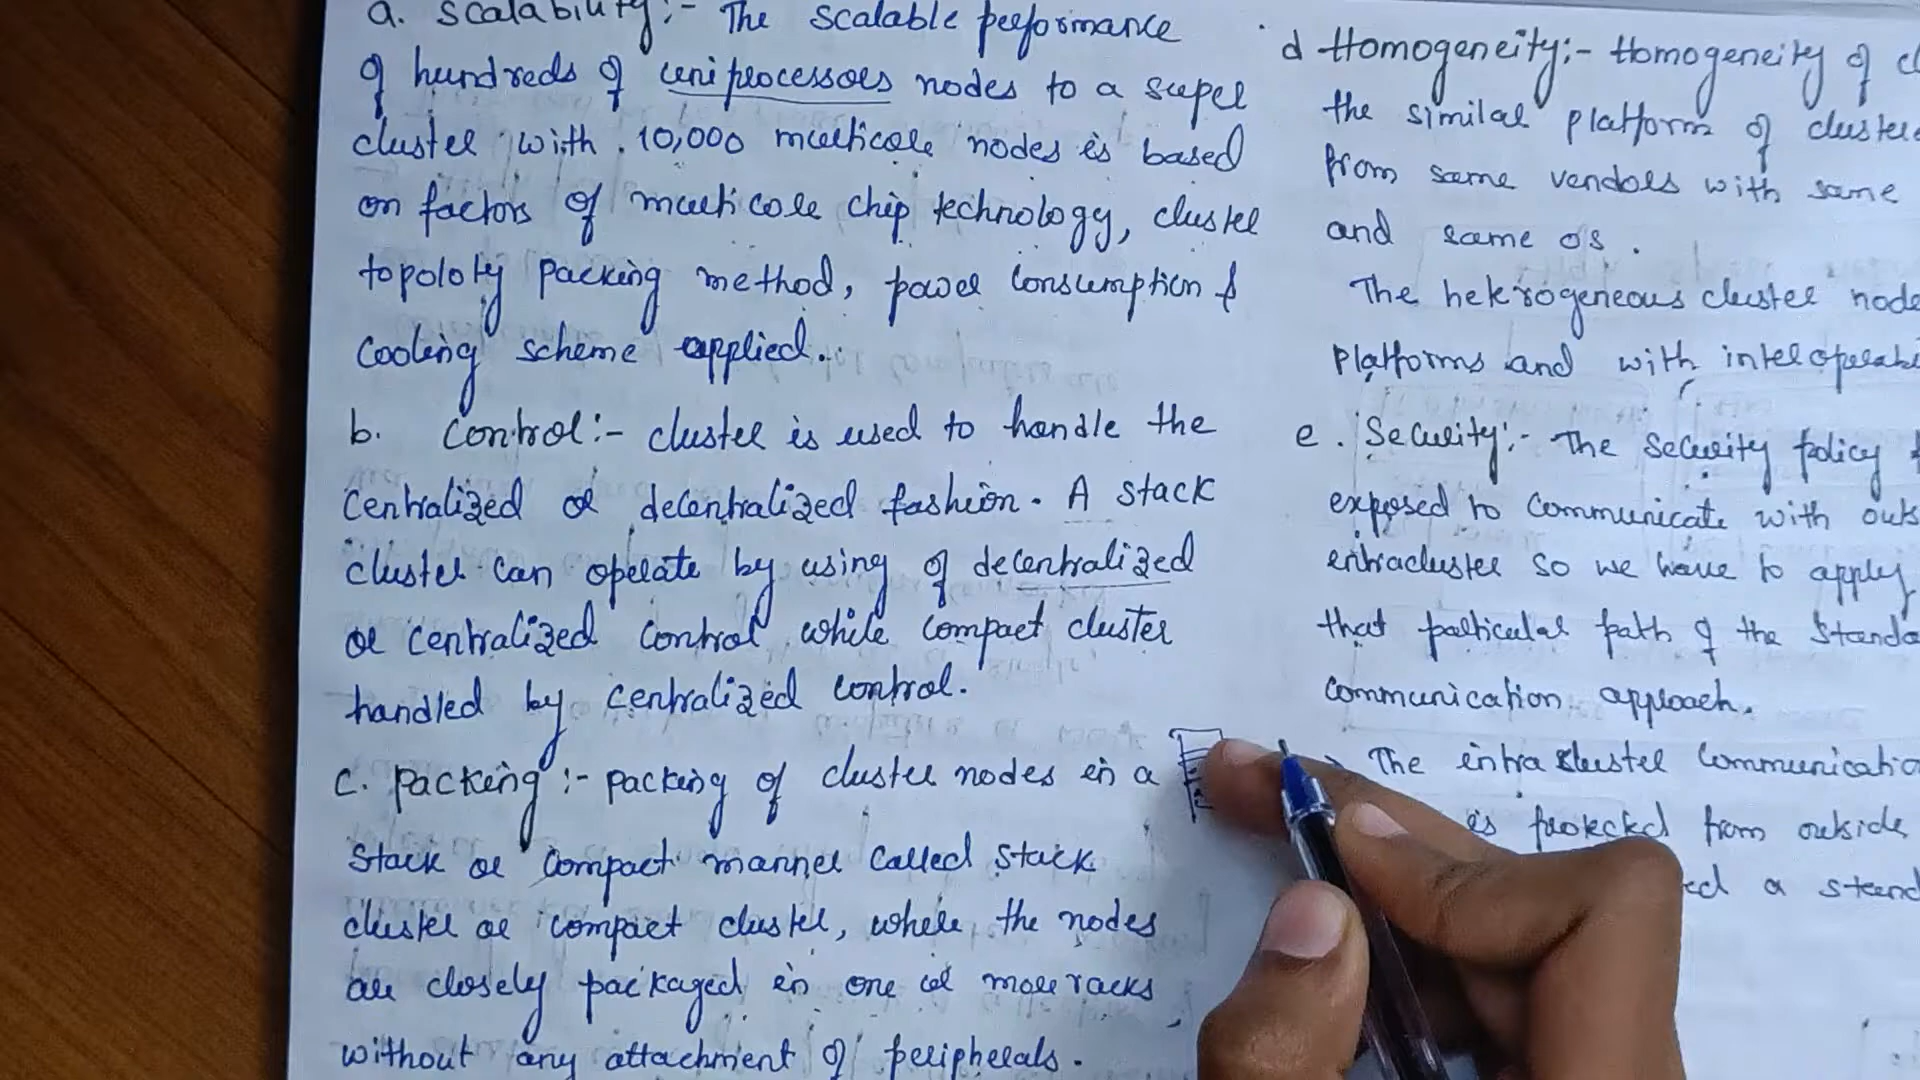 a. Scalability:- The scalable performance
of hundreds of uniprocessors nodes to a super
cluster with 10,000 multicore nodes is based
on factors of multi core chip technology, cluster
topoloty packing method, power consumption &
cooling scheme applied.
b. Control:- cluster is used to handle the
centralized or decentralized fashion. A stack
cluster can operate by using of decentralized
or centralized control while compact cluster
handled by centralized control.
c. packing:- packing of cluster nodes in a
stack or compact manner called stack
cluster or compact cluster, where the nodes
are closely packaged in one or more racks
without any attachment of peripherals.
d Homogeneity:- Homogeneity of cl
the similar platform of cluster
from same vendors with same
and same os.
The heterogeneous cluster node
platforms and with interoperab
e. Security:- The security policy
exposed to communicate with outs
intracluster so we have to apply
that particular path of the standa
communication approach.
The intra cluster communicatio
is protected from outside
ed a stand